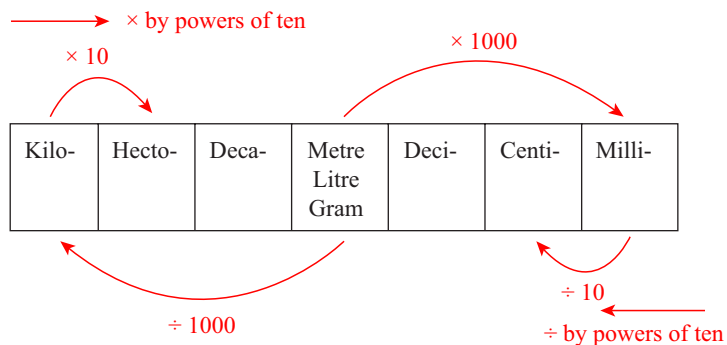 × by powers of ten
× 10
× 1000
Kilo- Hecto- Deca- Metre Deci- Centi- Milli-
Litre
Gram
÷ 10
÷ 1000
÷ by powers of ten